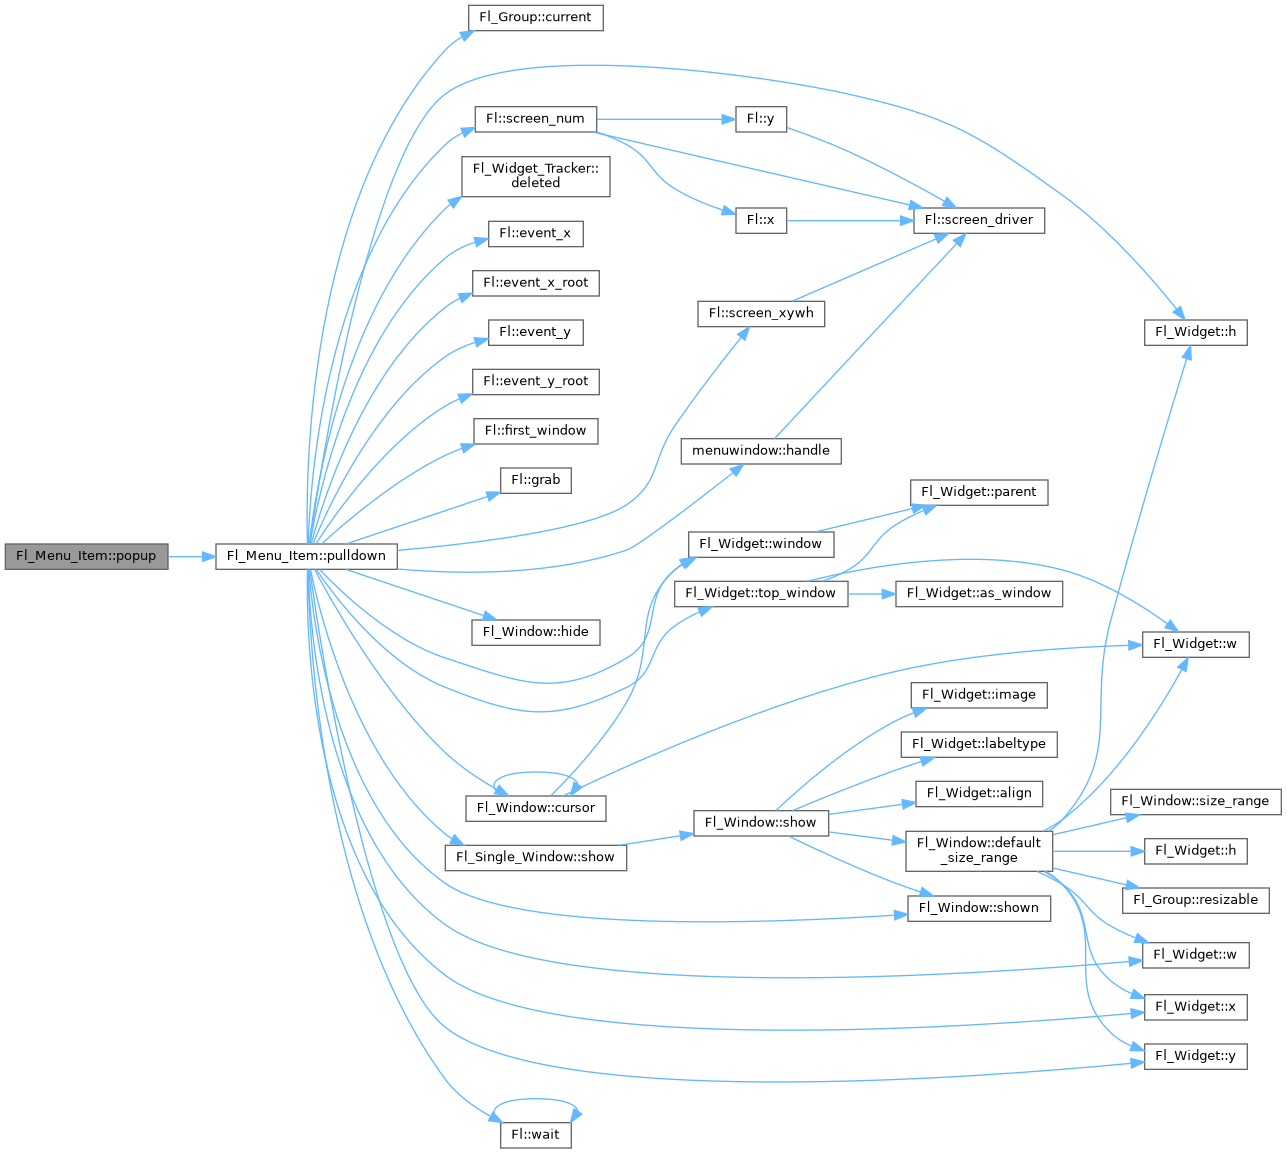 Fl_Group::current
Fl::screen_num
Fl::y
Fl_Widget_Tracker::
deleted
Fl::x
Fl::screen_driver
Fl::event_x
Fl::event_x_root
Fl::screen_xywh
Fl::event_y
Fl_Widget::h
Fl::event_y_root
Fl::first_window
menuwindow::handle
Fl::grab
Fl_Widget::parent
Fl_Menu_Item::popup
Fl_Menu_Item::pulldown
Fl_Widget::window
Fl_Widget::top_window
Fl_Widget::as_window
Fl_Window::hide
Fl_Widget::w
Fl_Widget::image
Fl_Widget::labeltype
Fl_Widget::align
Fl_Window::size_range
Fl_Window::cursor
Fl_Window::show
Fl_Window::default
_size_range
Fl_Widget::h
Fl_Single_Window::show
Fl_Group::resizable
Fl_Window::shown
Fl_Widget::w
Fl_Widget::x
Fl_Widget::y
Fl::wait